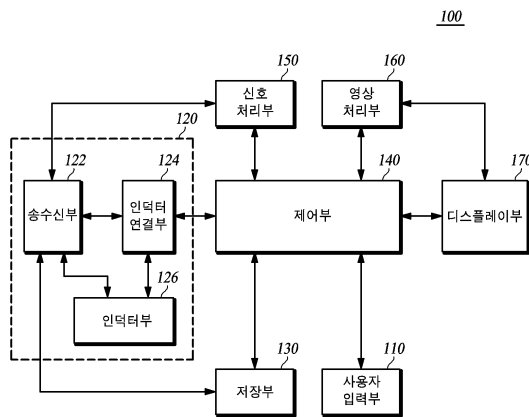 100
150
신호
처리부
160
영상
처리부
120
122
송수신부
124
인덕터
연결부
140
제어부
170
디스플레이부
126
인덕터부
130
저장부
110
사용자
입력부